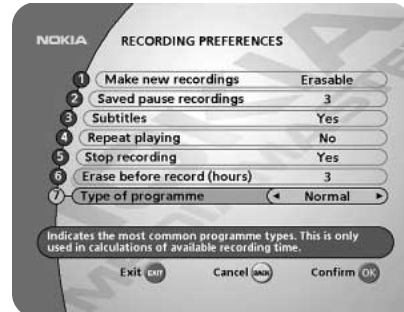 NOKIA RECORDING PREFERENCES
1 Make new recordings Erasable
2 Saved pause recordings 3
3 Subtitles Yes
4 Repeat playing No
5 Stop recording Yes
6 Erase before record (hours) 3
7 Type of programme Normal
Indicates the most common programme types. This is only
used in calculations of available recording time.
Exit EXIT Cancel BACK Confirm OK